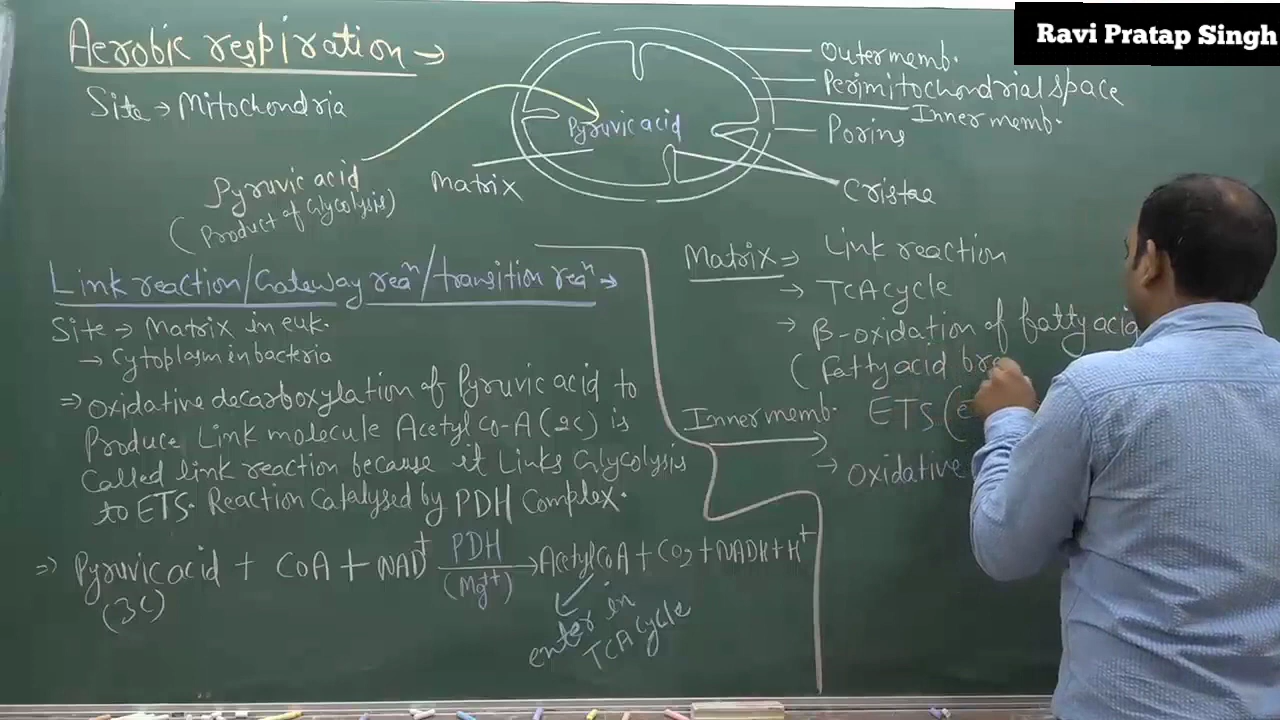 Ravi Pratap Singh
Aerobic respiration →
Site → Mitochondria
Pyruvic acid
(Product of Glycolysis)
Matrix
Pyruvic acid
Outer memb.
Perimitochondrial space
Inner memb.
Porins
Cristae
Link reaction/Gateway reaⁿ/transition reaⁿ →
Site → Matrix in euk.
→ Cytoplasm in bacteria
⇒ Oxidative decarboxylation of Pyruvic acid to
Produce Link molecule Acetyl Co-A (2C) is
Called link reaction because it Links Glycolysis
to ETS. Reaction Catalysed by PDH Complex.
⇒ Pyruvic acid + CoA + NAD⁺ PDH (Mg⁺⁺) → Acetyl CoA + CO₂ + NADH + H⁺
(3C)
enter in
TCA cycle
Matrix → Link reaction
→ TCA cycle
→ β-oxidation of fatty acid
(Fatty acid bre
Inner memb. → ETS (e
→ Oxidative